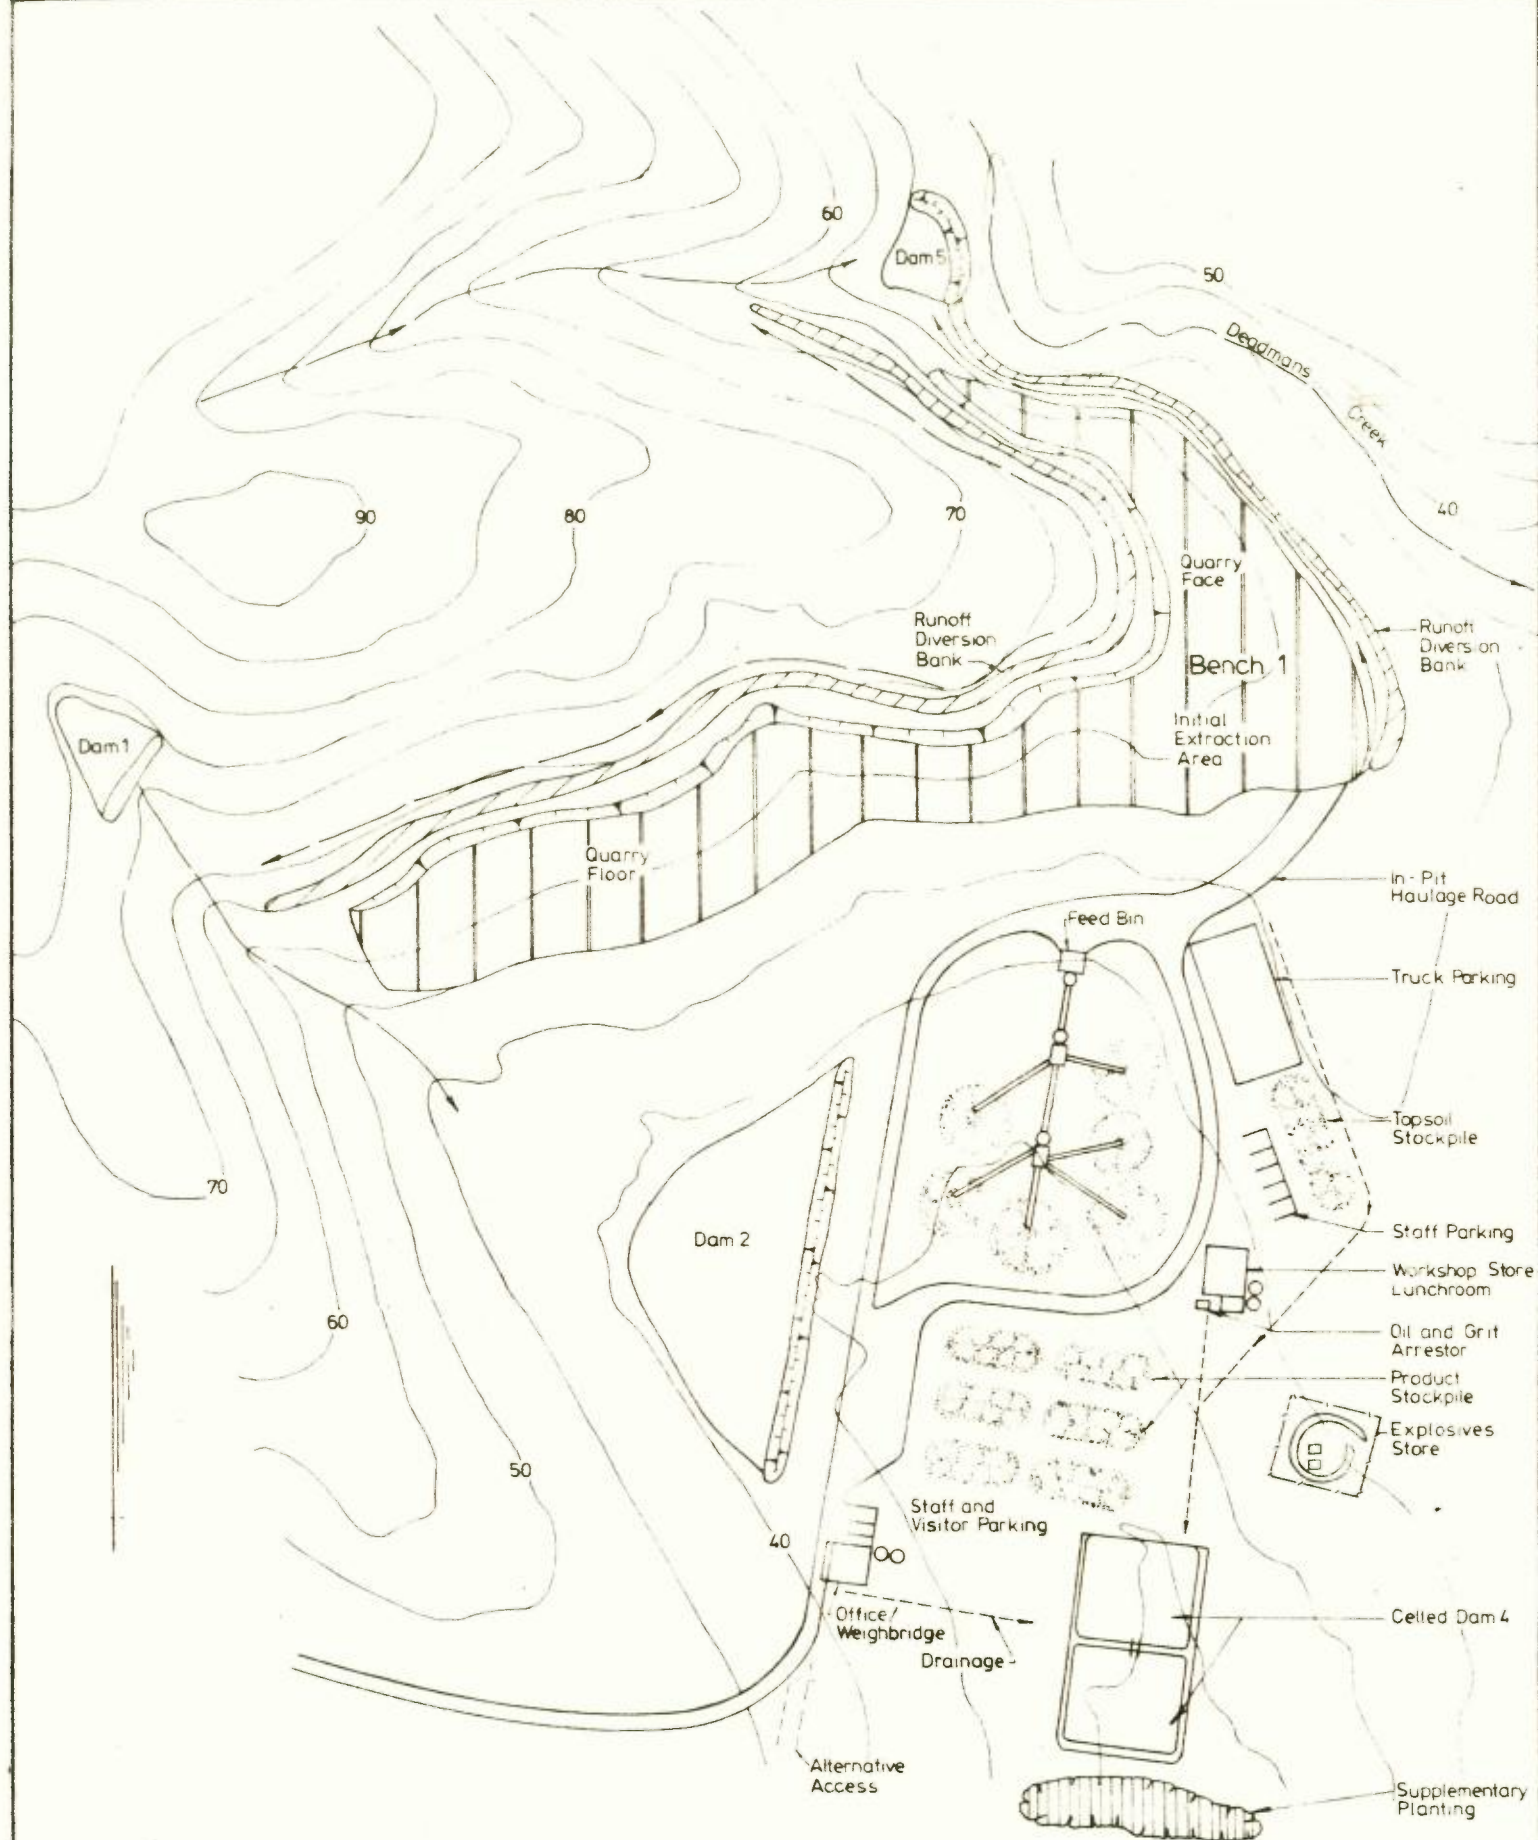 60
Dam 5
50
Deadmans
Creek
90
80
70
40
Quarry
Face
Runoff
Diversion
Bank
Runoff
Diversion
Bank
Bench 1
Initial
Extraction
Area
Dam 1
Quarry
Floor
In-Pit
Haulage Road
Feed Bin
Truck Parking
Topsoil
Stockpile
70
Staff Parking
Dam 2
Workshop Store
Lunchroom
60
Oil and Grit
Arrestor
Product
Stockpile
Explosives
Store
50
Staff and
Visitor Parking
40
Office/
Weighbridge
Celled Dam 4
Drainage
Alternative
Access
Supplementary
Planting